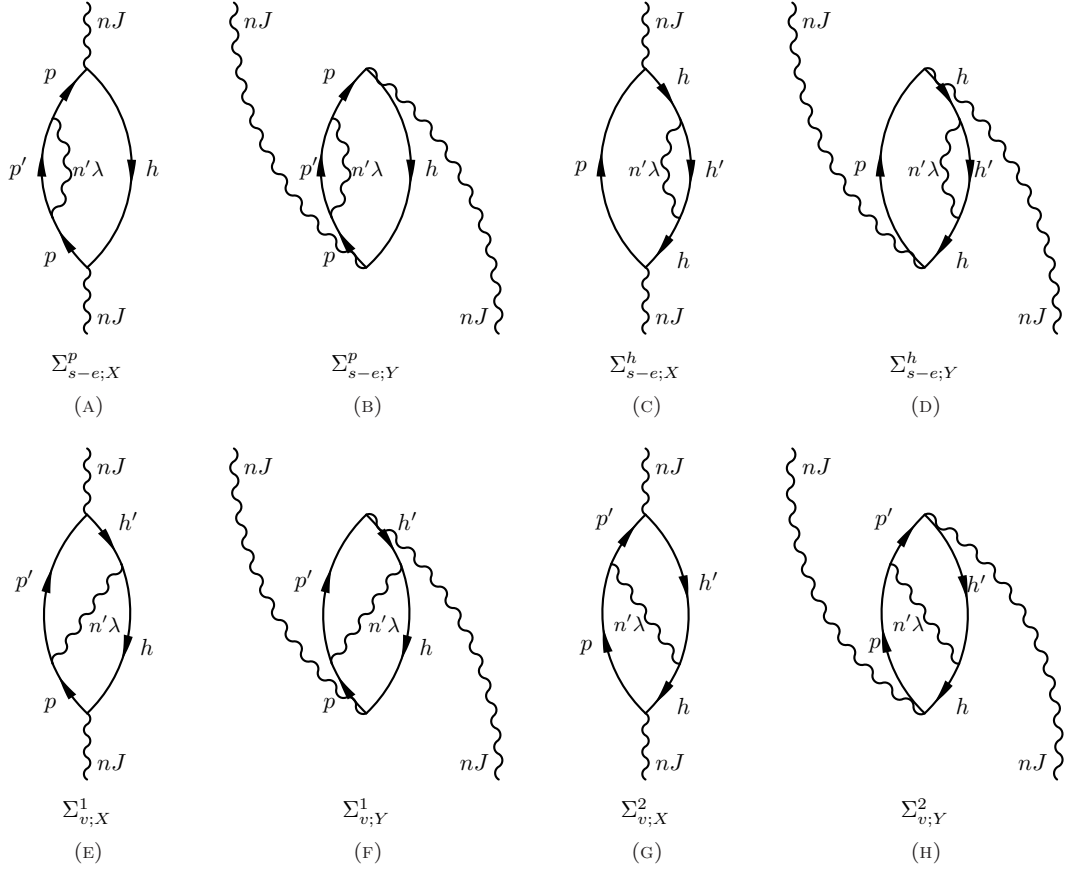 nJ nJ nJ nJ
p p h h
p′ n′λ h p′ n′λ h p n′λ h′ p n′λ h′
p p h h
nJ nJ nJ nJ
Σ^p_{s−e;X} Σ^p_{s−e;Y} Σ^h_{s−e;X} Σ^h_{s−e;Y}
(A) (B) (C) (D)
nJ nJ nJ nJ
h′ h′ p′ p′
p′ p′ h′ h′
n′λ h n′λ h p n′λ p n′λ
p p h h
nJ nJ nJ nJ
Σ^1_{v;X} Σ^1_{v;Y} Σ^2_{v;X} Σ^2_{v;Y}
(E) (F) (G) (H)